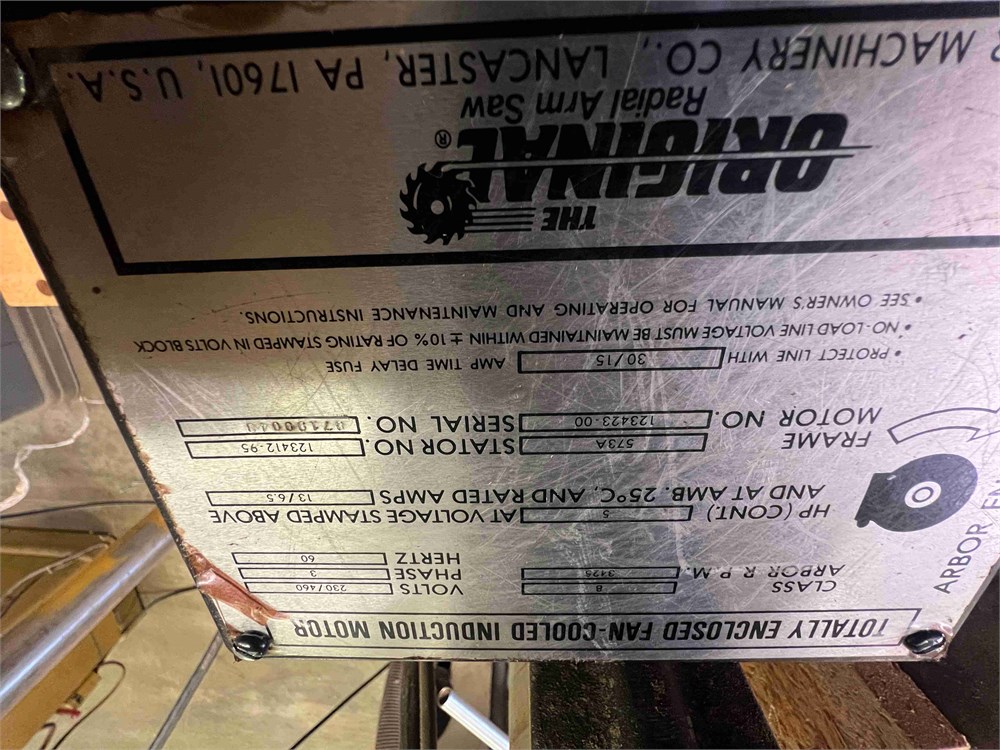 TOTALLY ENCLOSED FAN-COOLED INDUCTION MOTOR
CLASS B VOLTS 230/460
ARBOR R.P.M. 3425 PHASE 3
HERTZ 60
HP (CONT.) 5 AT VOLTAGE STAMPED ABOVE
AND AT AMB. 25°C, AND RATED AMPS 13/6.5
ARBOR
FRAME 573A STATOR NO. 123412-95
MOTOR NO. 123423-00 SERIAL NO.
• PROTECT LINE WITH 30/15 AMP TIME DELAY FUSE
• NO-LOAD LINE VOLTAGE MUST BE MAINTAINED WITHIN ± 10% OF RATING STAMPED IN VOLTS BLOCK
• SEE OWNER'S MANUAL FOR OPERATING AND MAINTENANCE INSTRUCTIONS.
THE
ORIGINAL®
Radial Arm Saw
MACHINERY CO., LANCASTER, PA 17601, U.S.A.